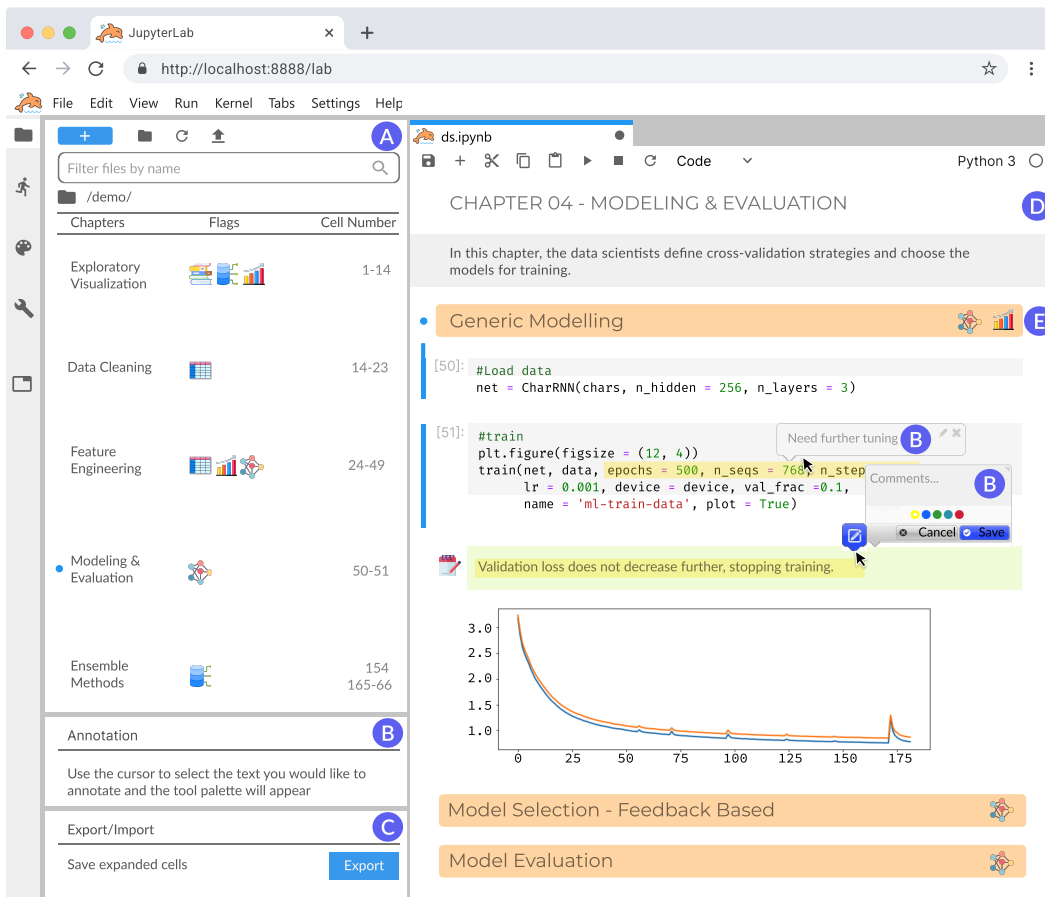 JupyterLab
http://localhost:8888/lab
File Edit View Run Kernel Tabs Settings Help
A
Filter files by name
/demo/
Chapters Flags Cell Number
Exploratory
Visualization
1-14
Data Cleaning 14-23
Feature
Engineering
24-49
Modeling &
Evaluation
50-51
Ensemble
Methods
154
165-66
Annotation B
Use the cursor to select the text you would like to
annotate and the tool palette will appear
Export/Import C
Save expanded cells Export
ds.ipynb
Code Python 3
CHAPTER 04 - MODELING & EVALUATION D
In this chapter, the data scientists define cross-validation strategies and choose the
models for training.
Generic Modelling E
[50]: #Load data
net = CharRNN(chars, n_hidden = 256, n_layers = 3)
[51]: #train
Need further tuning B
plt.figure(figsize = (12, 4))
train(net, data, epochs = 500, n_seqs = 768, n_step
lr = 0.001, device = device, val_frac =0.1,
name = 'ml-train-data', plot = True)
Comments... B
Cancel Save
Validation loss does not decrease further, stopping training.
3.0
2.5
2.0
1.5
1.0
0 25 50 75 100 125 150 175
Model Selection - Feedback Based
Model Evaluation